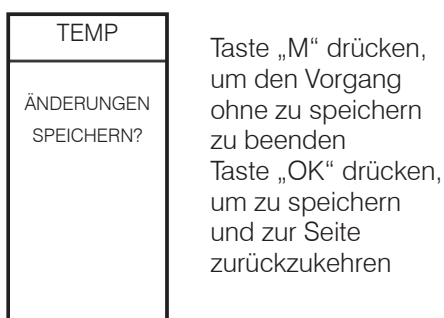 TEMP
ÄNDERUNGEN
SPEICHERN?
Taste „M“ drücken,
um den Vorgang
ohne zu speichern
zu beenden
Taste „OK“ drücken,
um zu speichern
und zur Seite
zurückzukehren